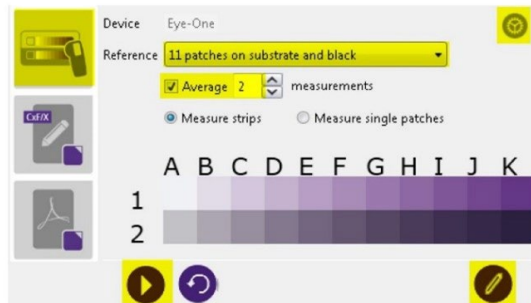 Device Eye-One
Reference 11 patches on substrate and black
Average 2 measurements
CxF/X
Measure strips Measure single patches
A B C D E F G H I J K
1
2